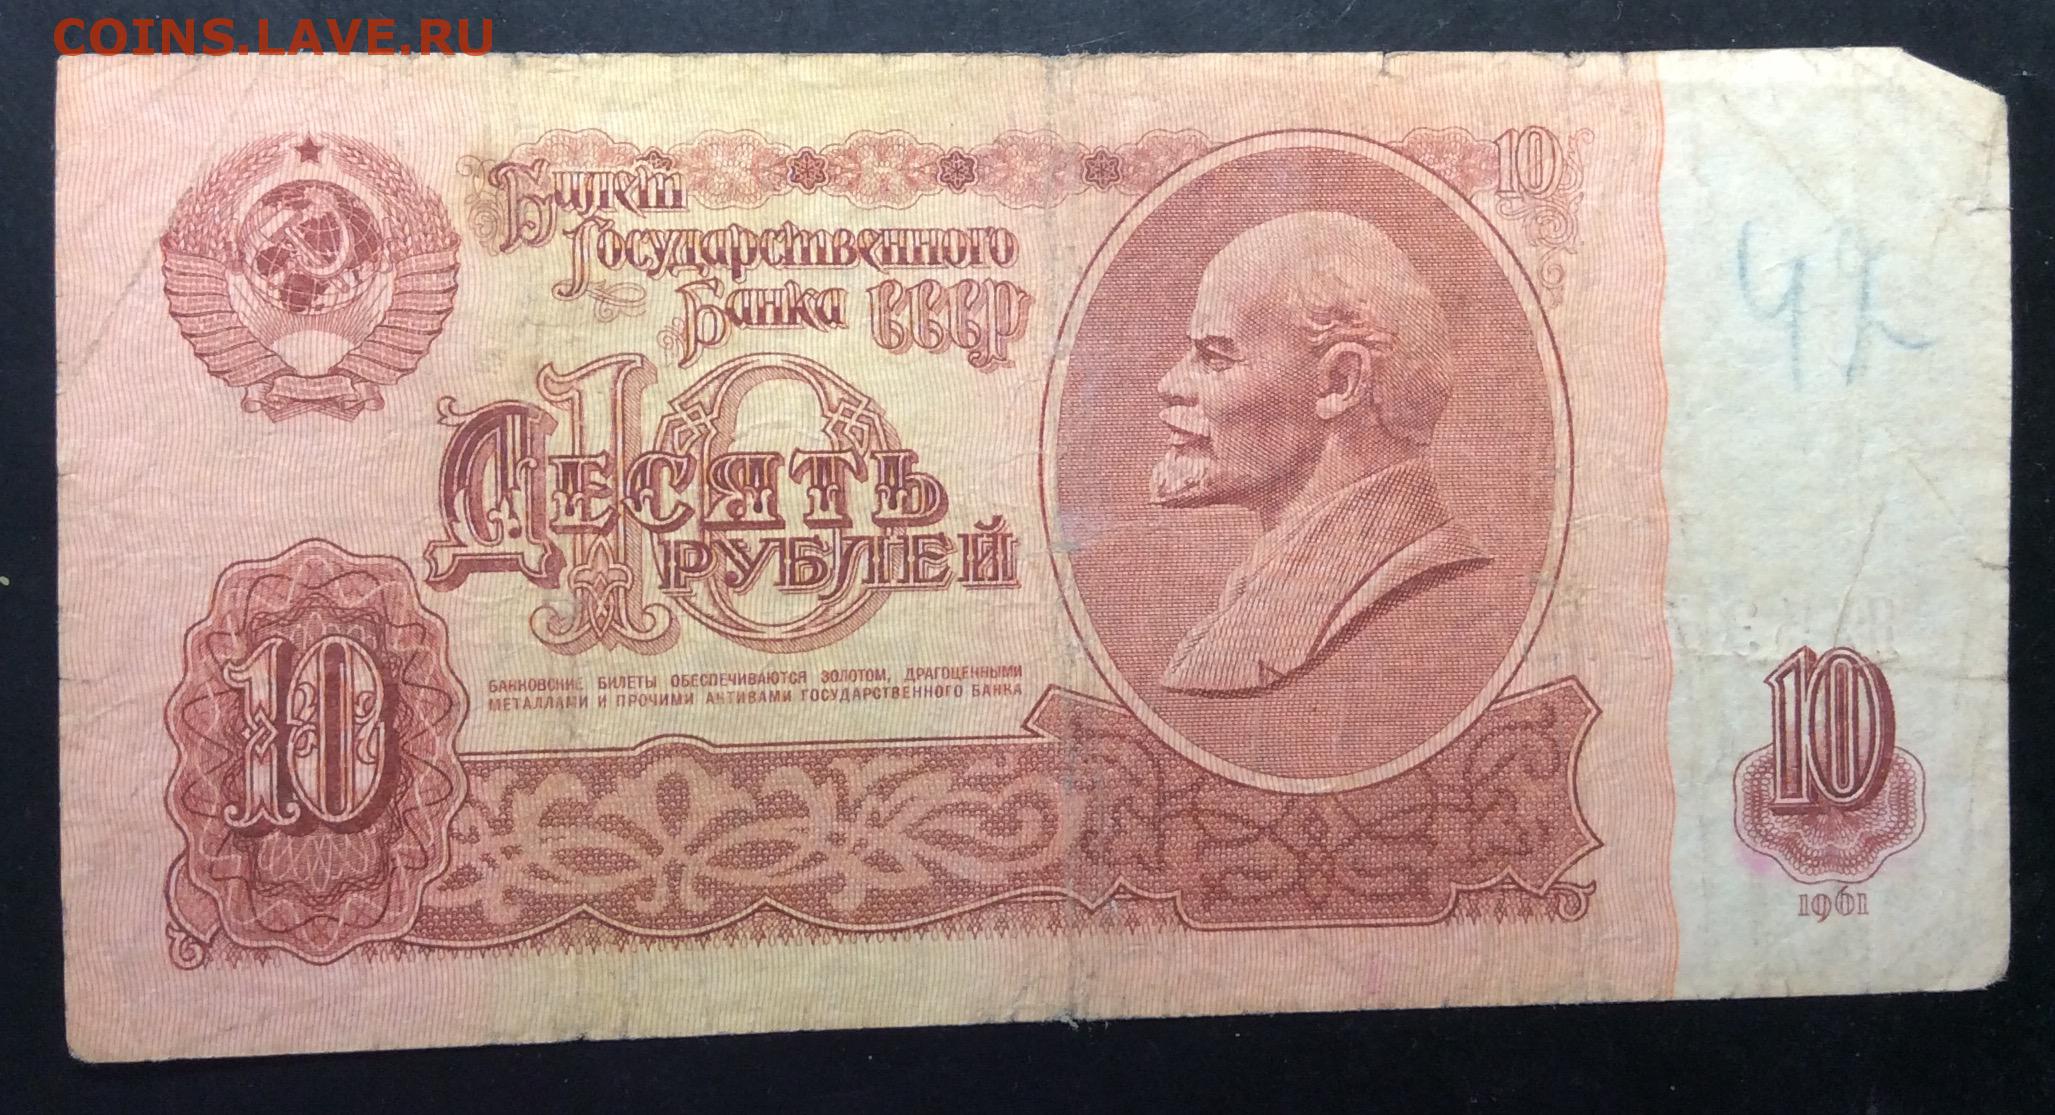 COINS.LAVE.RU
10
Билет
Государственного
Банка СССР
10
Десять
рублей
БАНКОВСКИЕ БИЛЕТЫ ОБЕСПЕЧИВАЮТСЯ ЗОЛОТОМ, ДРАГОЦЕННЫМИ
МЕТАЛЛАМИ И ПРОЧИМИ АКТИВАМИ ГОСУДАРСТВЕННОГО БАНКА
10
10
1961